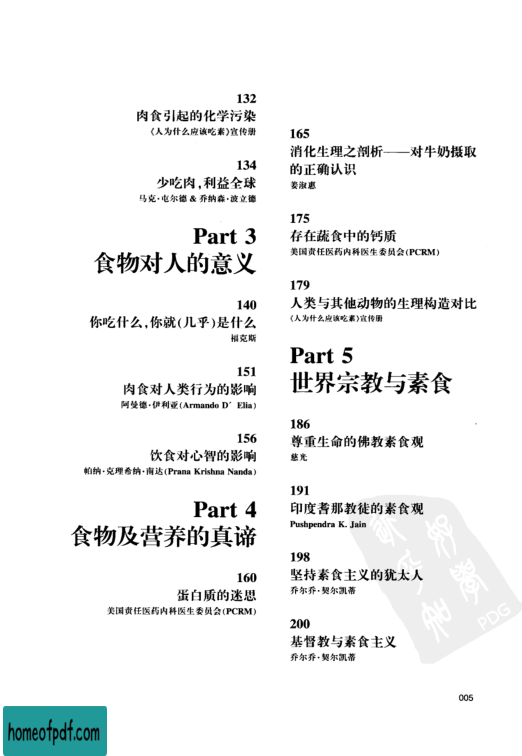 132
肉食引起的化学污染
《人为什么应该吃素》宣传册
134
少吃肉,利益全球
马克·屯尔德 & 乔纳森·波立德
Part 3
食物对人的意义
140
你吃什么,你就(几乎)是什么
福克斯
151
肉食对人类行为的影响
阿曼德·伊利亚(Armando D´ Elia)
156
饮食对心智的影响
帕纳·克理希纳·南达(Prana Krishna Nanda)
Part 4
食物及营养的真谛
160
蛋白质的迷思
美国责任医药内科医生委员会(PCRM)
165
消化生理之剖析——对牛奶摄取
的正确认识
姜淑惠
175
存在蔬食中的钙质
美国责任医药内科医生委员会(PCRM)
179
人类与其他动物的生理构造对比
《人为什么应该吃素》宣传册
Part 5
世界宗教与素食
186
尊重生命的佛教素食观
慈光
191
印度耆那教徒的素食观
Pushpendra K. Jain
198
坚持素食主义的犹太人
乔尔乔·契尔凯蒂
200
基督教与素食主义
乔尔乔·契尔凯蒂
PDG
005
homeofpdf.com